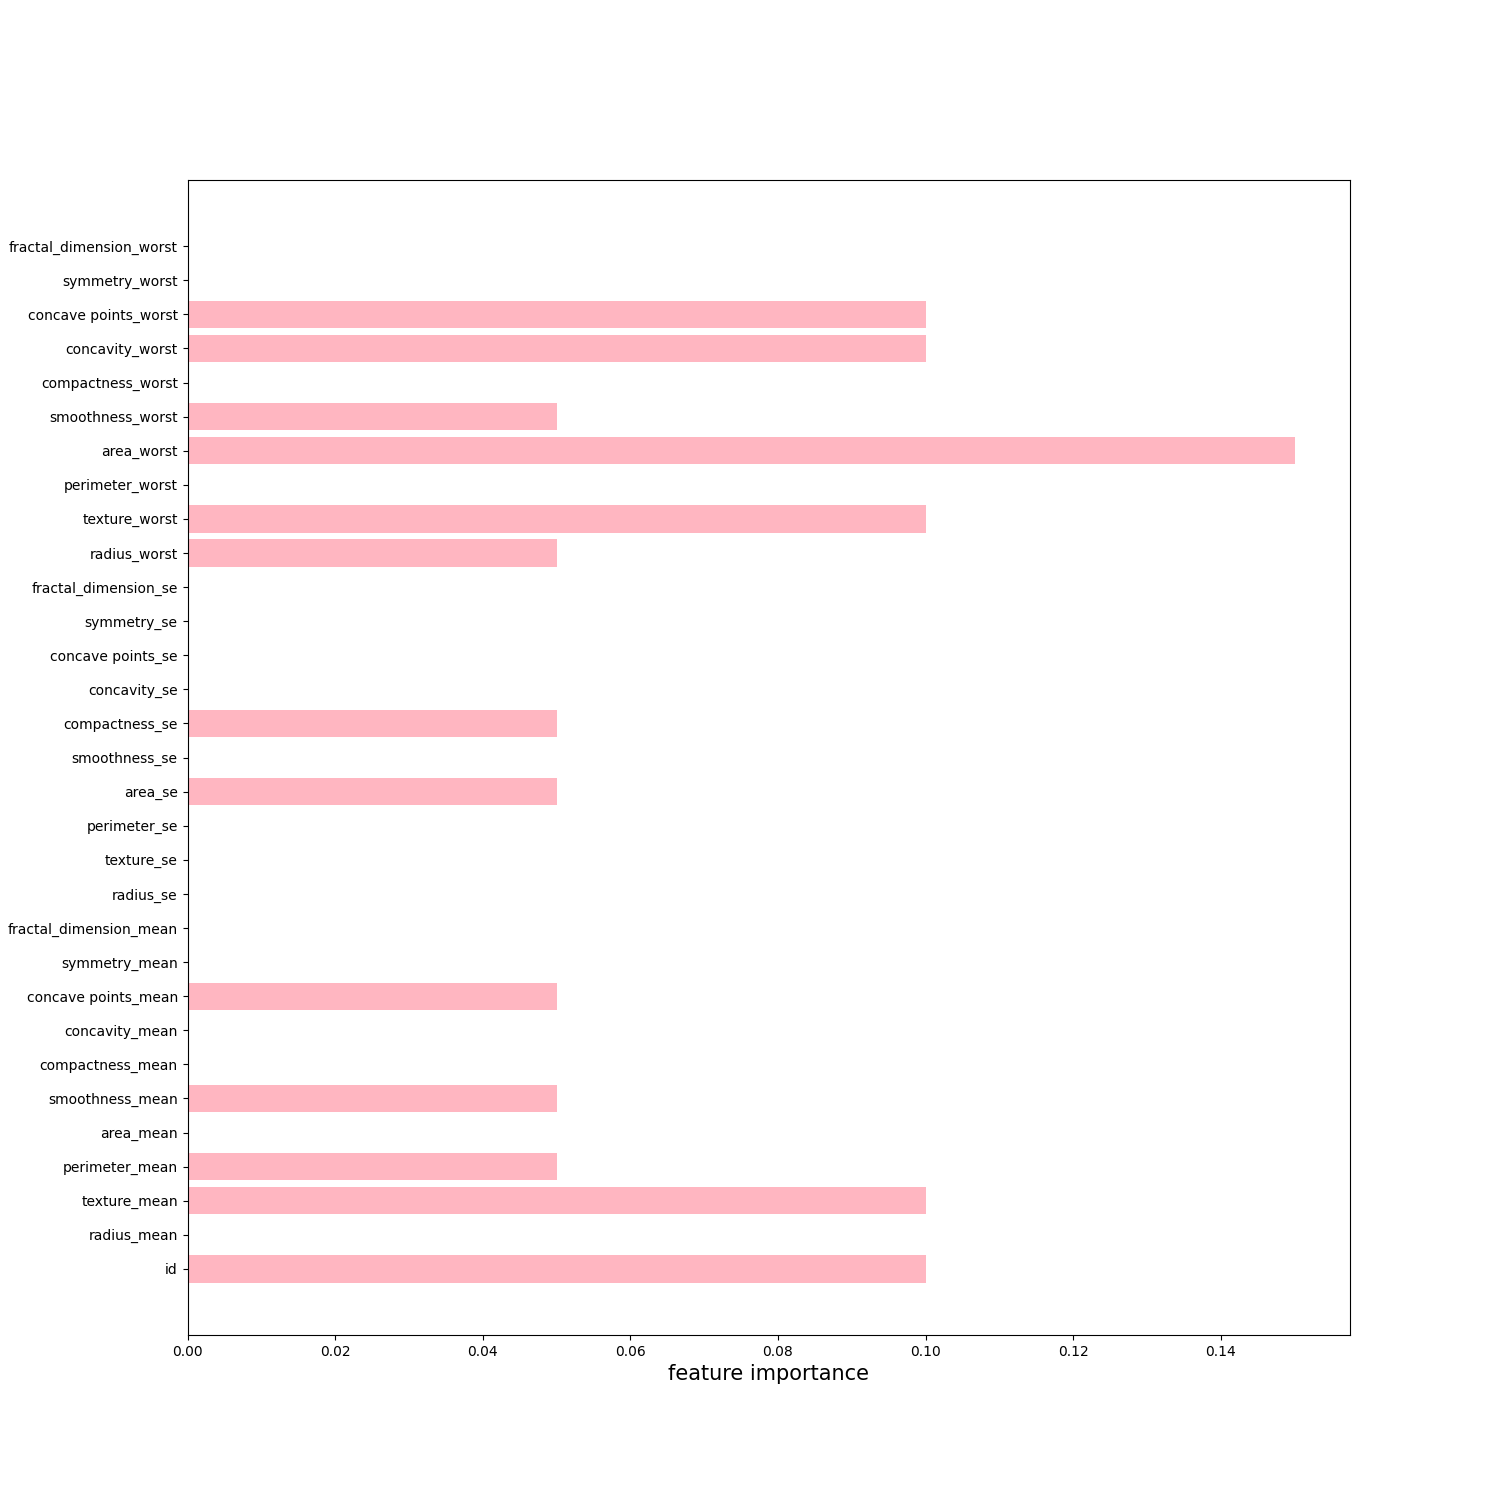 fractal_dimension_worst
symmetry_worst
concave points_worst
concavity_worst
compactness_worst
smoothness_worst
area_worst
perimeter_worst
texture_worst
radius_worst
fractal_dimension_se
symmetry_se
concave points_se
concavity_se
compactness_se
smoothness_se
area_se
perimeter_se
texture_se
radius_se
fractal_dimension_mean
symmetry_mean
concave points_mean
concavity_mean
compactness_mean
smoothness_mean
area_mean
perimeter_mean
texture_mean
radius_mean
id
0.00 0.02 0.04 0.06 0.08 0.10 0.12 0.14
feature importance